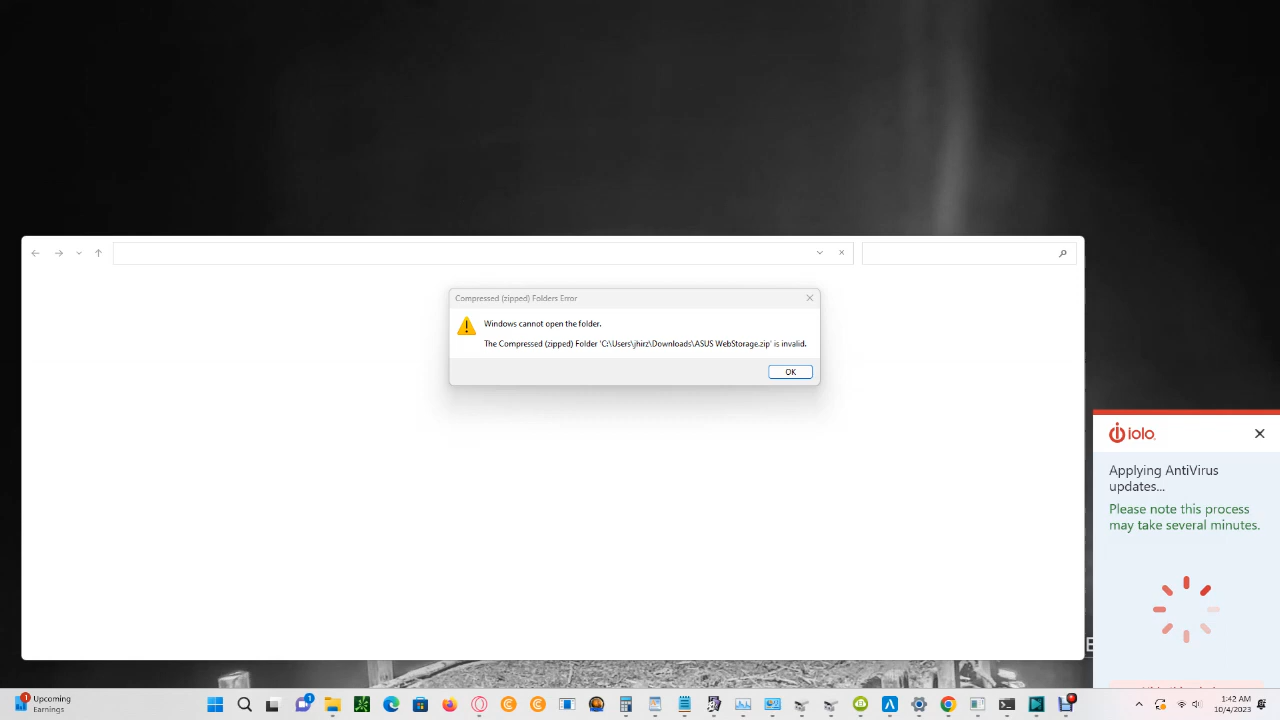 Compressed (zipped) Folders Error
Windows cannot open the folder.
The Compressed (zipped) Folder 'C:\Users\jhirz\Downloads\ASUS WebStorage.zip' is invalid.
OK
iolo
Applying AntiVirus
updates...
Please note this process
may take several minutes.
1
Upcoming
Earnings
1
1:42 AM
10/4/2023